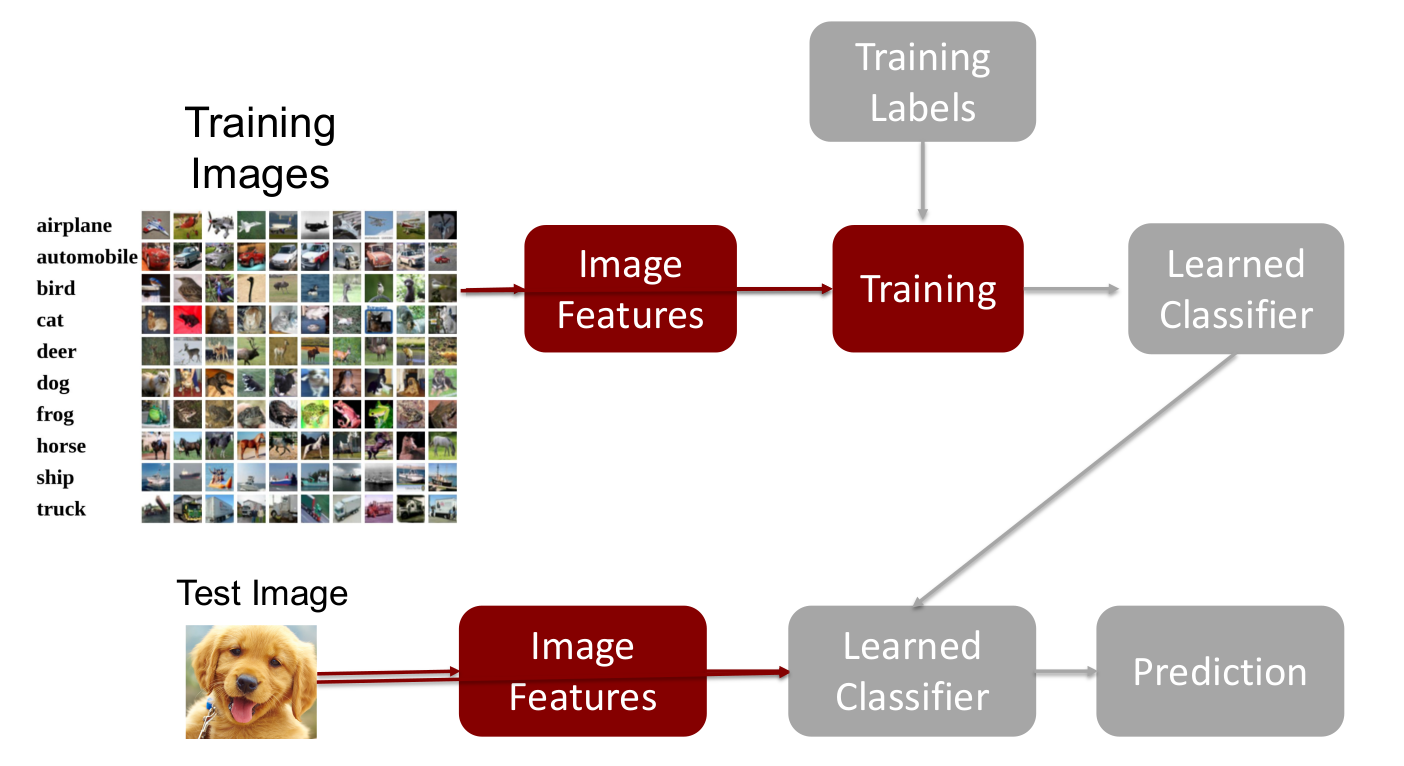 Training
Labels
Training
Images
airplane
automobile
bird
cat
deer
dog
frog
horse
ship
truck
Image
Features
Training
Learned
Classifier
Test Image
Image
Features
Learned
Classifier
Prediction